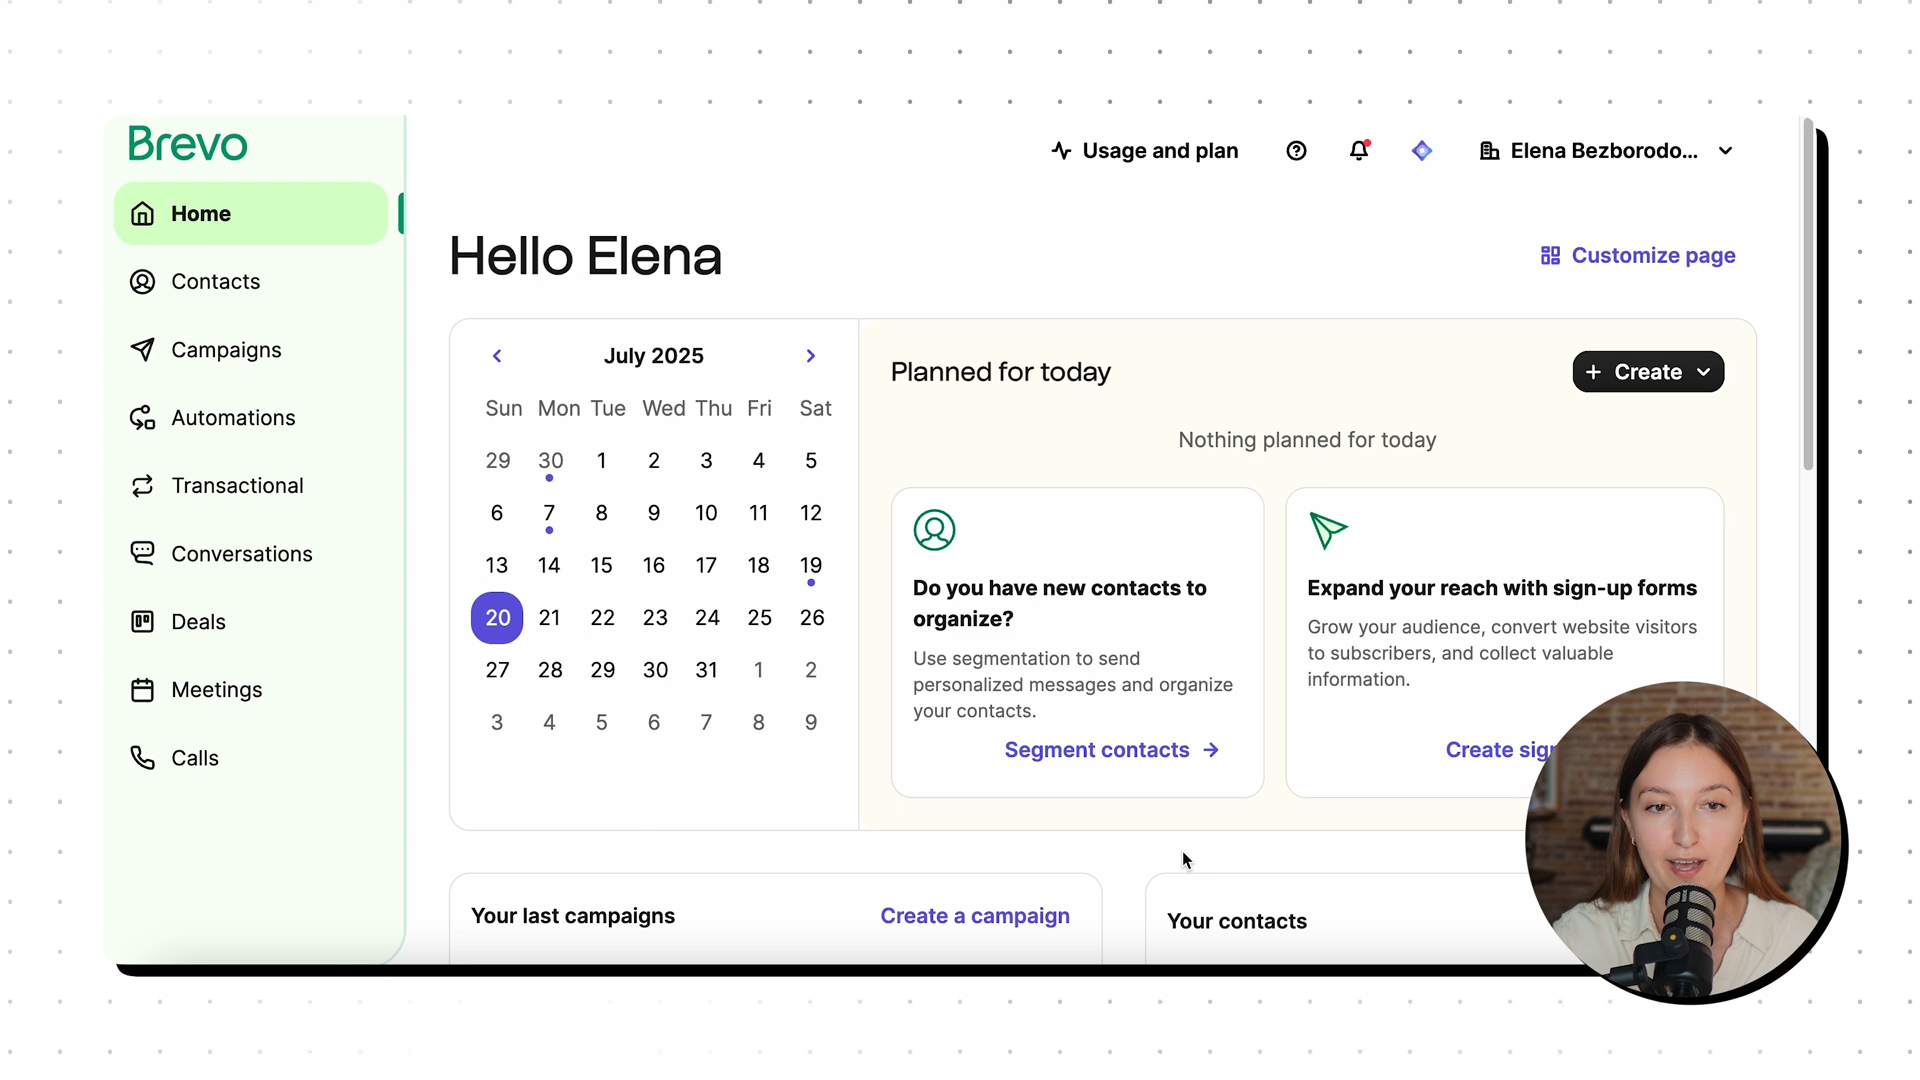 Brevo
Usage and plan
Elena Bezborodo...
Home
Contacts
Campaigns
Automations
Transactional
Conversations
Deals
Meetings
Calls
Hello Elena
Customize page
July 2025
Sun Mon Tue Wed Thu Fri Sat
29 30 1 2 3 4 5
6 7 8 9 10 11 12
13 14 15 16 17 18 19
20 21 22 23 24 25 26
27 28 29 30 31 1 2
3 4 5 6 7 8 9
Planned for today
+ Create
Nothing planned for today
Do you have new contacts to
organize?
Use segmentation to send
personalized messages and organize
your contacts.
Segment contacts →
Expand your reach with sign-up forms
Grow your audience, convert website visitors
to subscribers, and collect valuable
information.
Create
Your last campaigns
Create a campaign
Your contacts